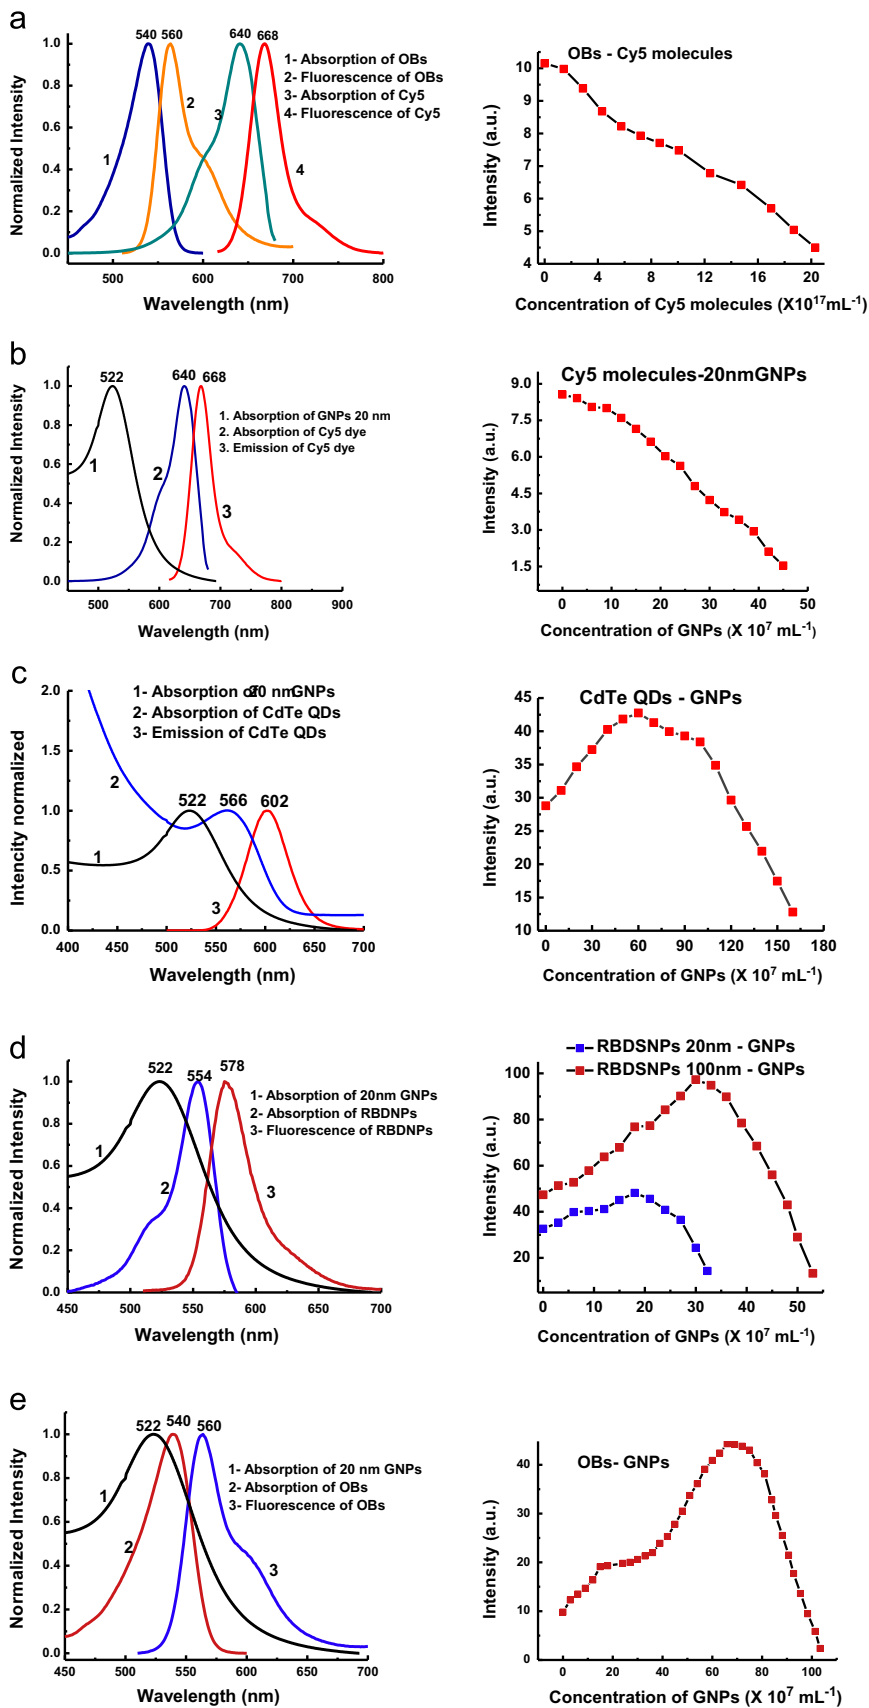 a
540 560 640 668
1- Absorption of OBs
2- Fluorescence of OBs
3- Absorption of Cy5
4- Fluorescence of Cy5
1 2 3 4
Normalized Intensity
1.0
0.8
0.6
0.4
0.2
0.0
500 600 700 800
Wavelength (nm)
OBs - Cy5 molecules
Intensity (a.u.)
10
9
8
7
6
5
4
0 4 8 12 16 20
Concentration of Cy5 molecules (X10¹⁷mL⁻¹)
b
522 640 668
1. Absorption of GNPs 20 nm
2. Absorption of Cy5 dye
3. Emission of Cy5 dye
1 2 3
Normalized Intensity
1.0
0.8
0.6
0.4
0.2
0.0
500 600 700 800 900
Wavelength (nm)
Cy5 molecules-20nmGNPs
Intensity (a.u.)
9.0
7.5
6.0
4.5
3.0
1.5
0 10 20 30 40 50
Concentration of GNPs (X 10⁷ mL⁻¹)
c
1- Absorption of 20 nm GNPs
2- Absorption of CdTe QDs
3- Emission of CdTe QDs
522 566 602
1 2 3
Intencity normalized
2.0
1.5
1.0
0.5
0.0
400 450 500 550 600 650 700
Wavelength (nm)
CdTe QDs - GNPs
Intensity (a.u.)
45
40
35
30
25
20
15
10
0 30 60 90 120 150 180
Concentration of GNPs (X 10⁷ mL⁻¹)
d
522 554 578
1- Absorption of 20nm GNPs
2- Absorption of RBDNPs
3- Fluorescence of RBDNPs
1 2 3
Normalized Intensity
1.0
0.8
0.6
0.4
0.2
0.0
450 500 550 600 650 700
Wavelength (nm)
RBDSNPs 20nm - GNPs
RBDSNPs 100nm - GNPs
Intensity (a.u.)
100
80
60
40
20
0 10 20 30 40 50
Concentration of GNPs (X 10⁷ mL⁻¹)
e
522 540 560
1- Absorption of 20 nm GNPs
2- Absorption of OBs
3- Fluorescence of OBs
1 2 3
Normalized Intensity
1.0
0.8
0.6
0.4
0.2
0.0
450 500 550 600 650 700
Wavelength (nm)
OBs- GNPs
Intensity (a.u.)
40
30
20
10
0
0 20 40 60 80 100
Concentration of GNPs (X 10⁷ mL⁻¹)